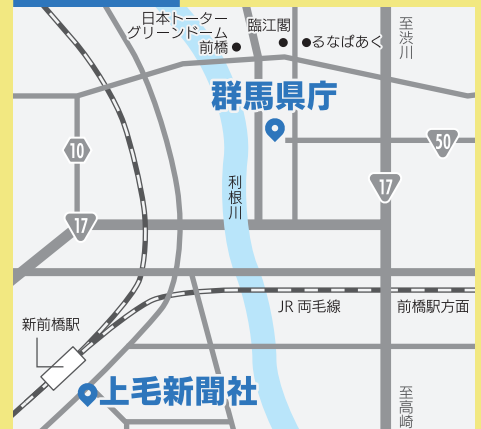 日本トーター
グリーンドーム
前橋
臨江閣
るなぱあく
至渋川
群馬県庁
10
50
17
利根川
17
JR 両毛線
前橋駅方面
新前橋駅
上毛新聞社
至高崎